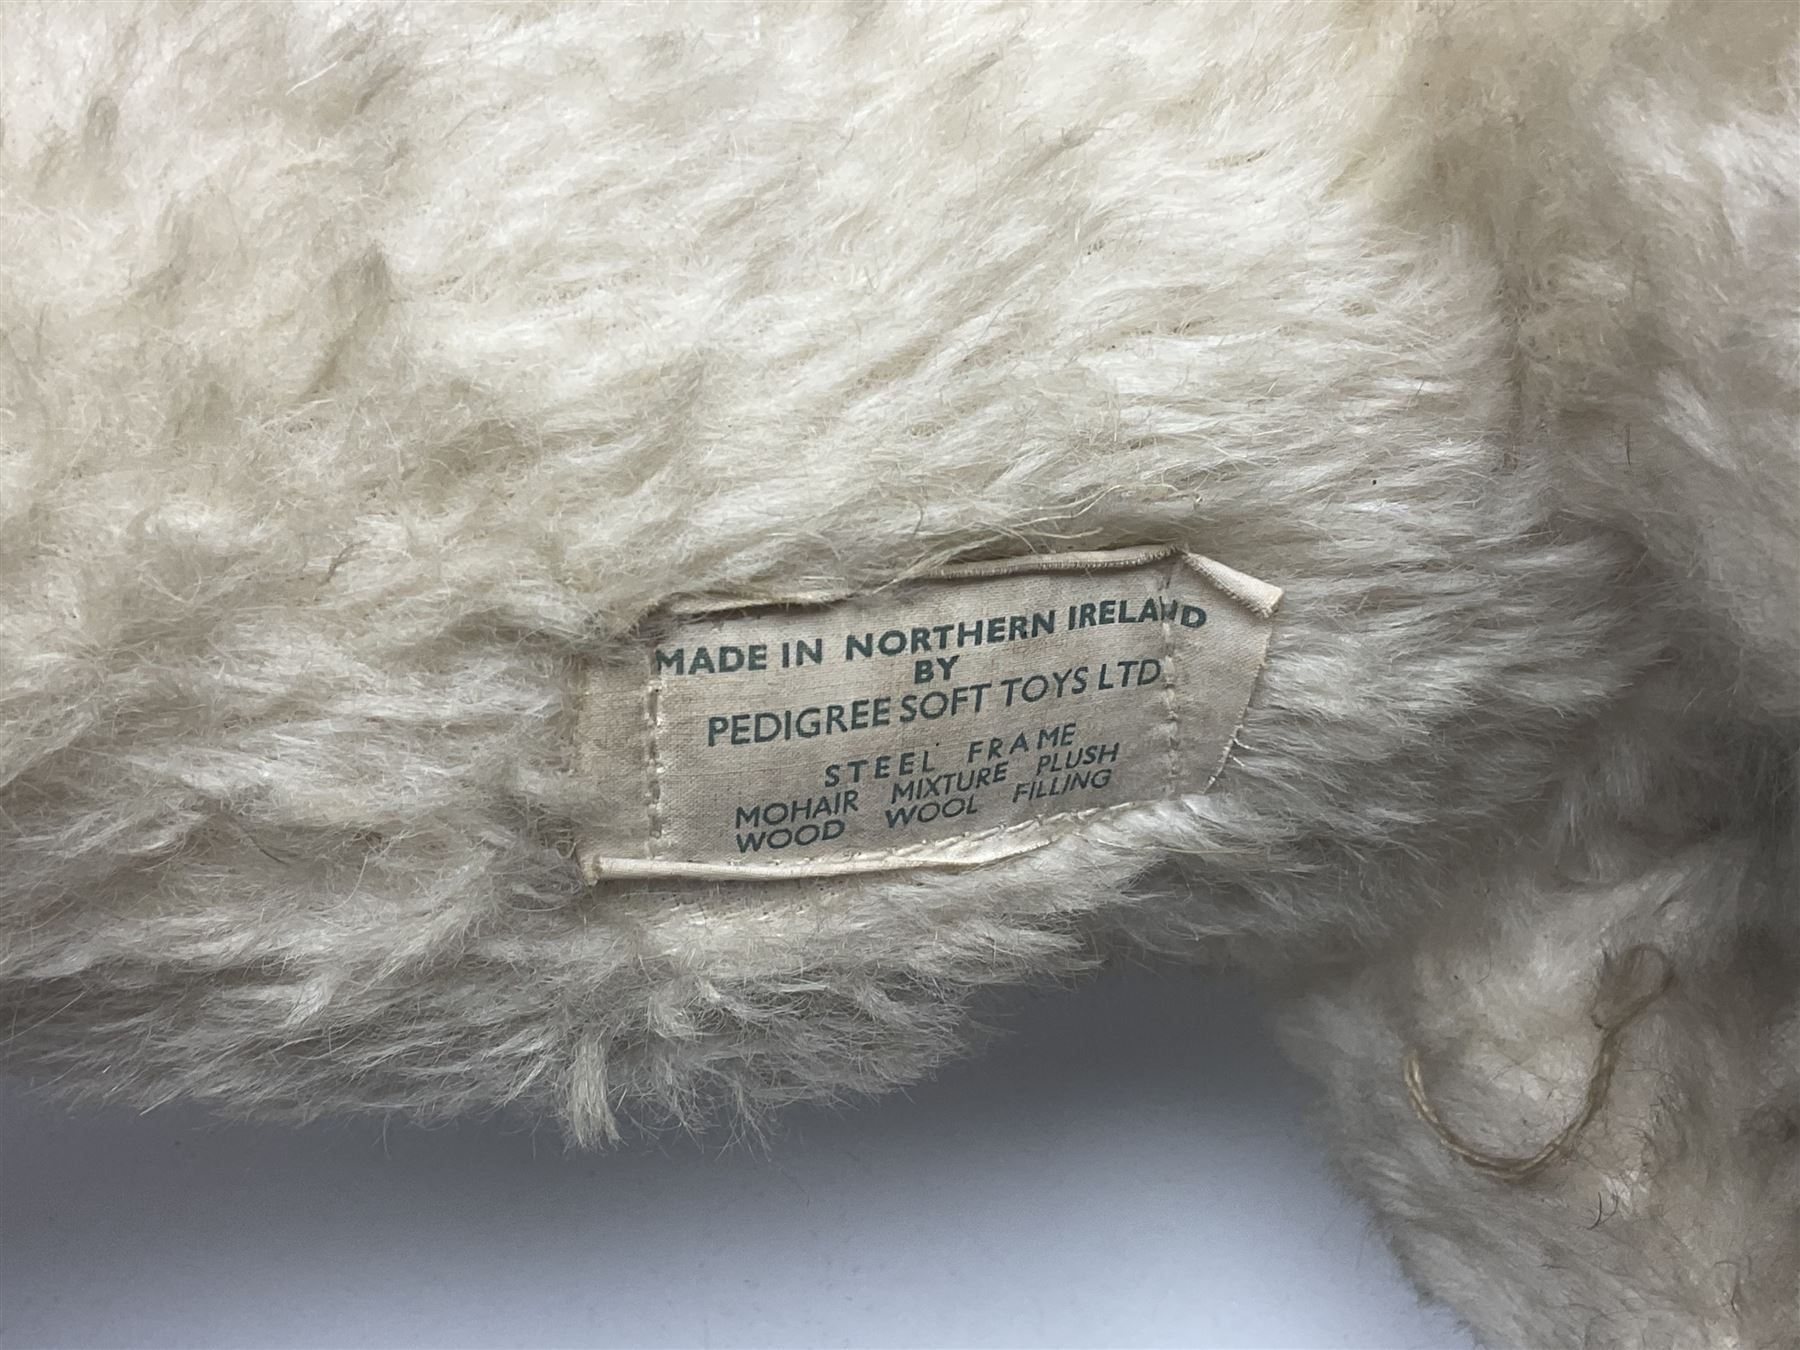 MADE IN NORTHERN IRELAND
BY
PEDIGREE SOFT TOYS LTD
STEEL FRAME
MOHAIR MIXTURE PLUSH
WOOD WOOL FILLING